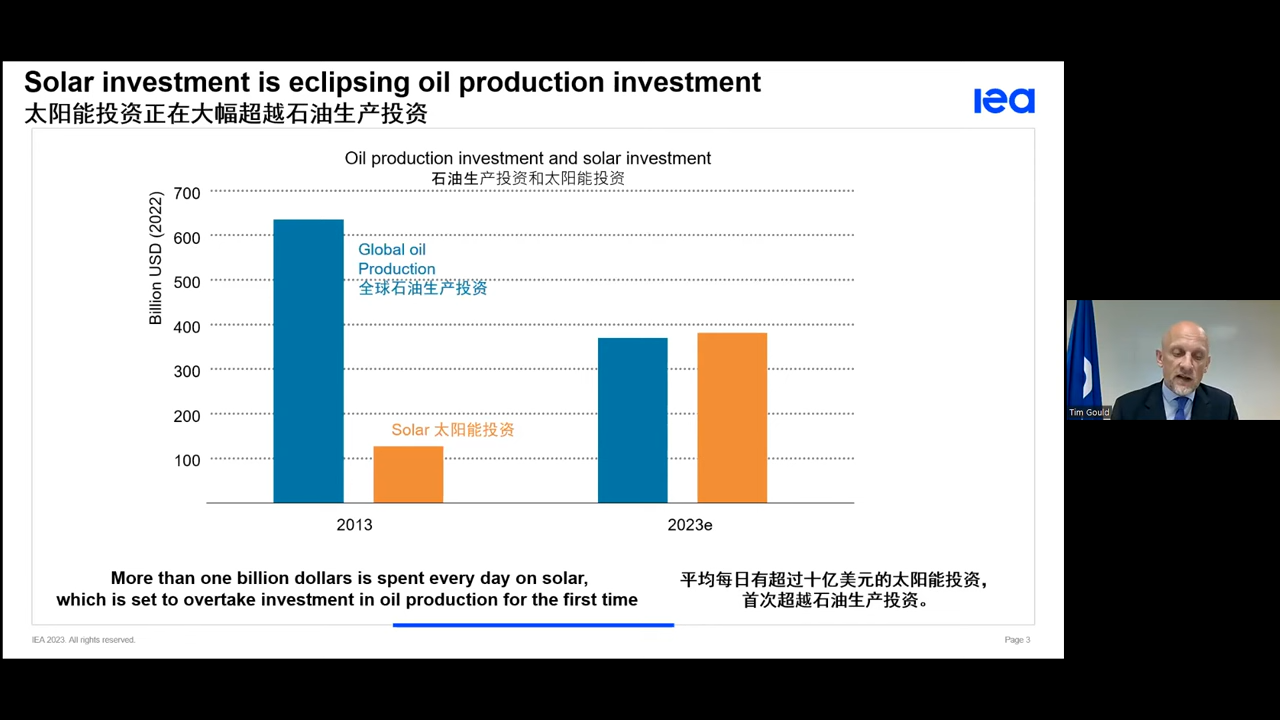 Solar investment is eclipsing oil production investment
太阳能投资正在大幅超越石油生产投资
iea
Oil production investment and solar investment
石油生产投资和太阳能投资
Billion USD (2022)
700
600
500
400
300
200
100
Global oil
Production
全球石油生产投资
Solar 太阳能投资
2013
2023e
More than one billion dollars is spent every day on solar,
which is set to overtake investment in oil production for the first time
平均每日有超过十亿美元的太阳能投资，
首次超越石油生产投资。
IEA 2023. All rights reserved.
Page 3
Tim Gould